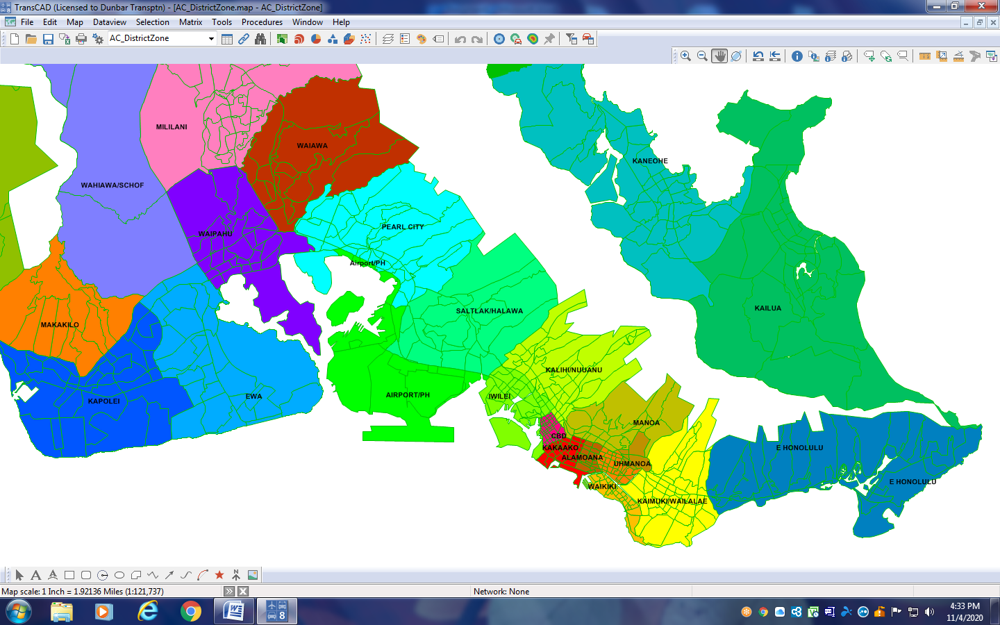 TransCAD (Licensed to Dunbar Transptn) - [AC_DistrictZone.map - AC_DistrictZone]
File Edit Map Dataview Selection Matrix Tools Procedures Window Help
AC_DistrictZone
MILILANI
WAIAWA
KANEOHE
WAHIAWA/SCHOF
PEARL CITY
WAIPAHU
Airport/PH
KAILUA
SALTLAK/HALAWA
MAKAKILO
KALIHI/NUUANU
AIRPORT/PH
EWA
IWILEI
KAPOLEI
MANOA
CBD
KAKAAKO
E HONOLULU
ALAMOANA
UHMANOA
E HONOLULU
WAIKIKI
KAIMUKI/WAILALAE
Map scale: 1 Inch = 1.92136 Miles (1:121,737)
Network: None
8
4:33 PM
11/4/2020